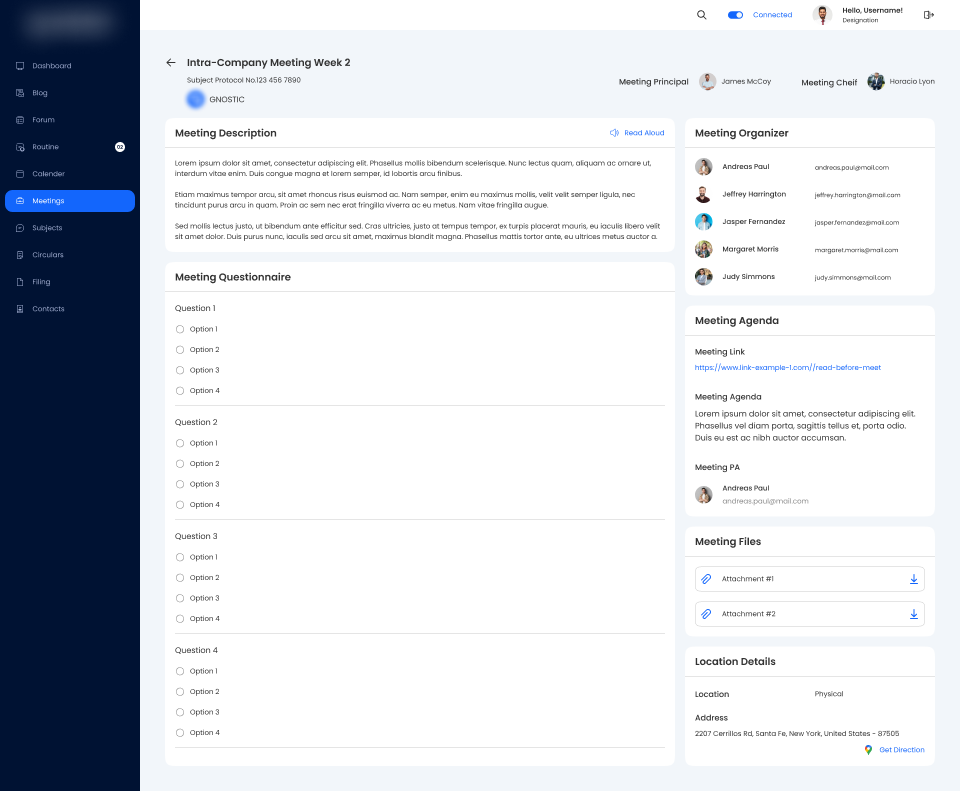 Connected
Hello, Username!
Designation
Dashboard
Blog
Forum
Routine
02
Calender
Meetings
Subjects
Circulars
Filing
Contacts
Intra-Company Meeting Week 2
Subject Protocol No.123 456 7890
GNOSTIC
Meeting Principal
James McCoy
Meeting Cheif
Horacio Lyon
Meeting Description
Read Aloud
Lorem ipsum dolor sit amet, consectetur adipiscing elit. Phasellus mollis bibendum scelerisque. Nunc lectus quam, aliquam ac ornare ut,
interdum vitae enim. Duis congue magna et lorem semper, id lobortis arcu finibus.
Etiam maximus tempor arcu, sit amet rhoncus risus euismod ac. Nam semper, enim eu maximus mollis, velit velit semper ligula, nec
tincidunt purus arcu in quam. Proin ac sem nec erat fringilla viverra ac eu metus. Nam vitae fringilla augue.
Sed mollis lectus justo, ut bibendum ante efficitur sed. Cras ultricies, justo at tempus tempor, ex turpis placerat mauris, eu iaculis libero velit
sit amet dolor. Duis purus nunc, iaculis sed arcu sit amet, maximus blandit magna. Phasellus mattis tortor ante, eu ultrices metus auctor a.
Meeting Questionnaire
Question 1
Option 1
Option 2
Option 3
Option 4
Question 2
Option 1
Option 2
Option 3
Option 4
Question 3
Option 1
Option 2
Option 3
Option 4
Question 4
Option 1
Option 2
Option 3
Option 4
Meeting Organizer
Andreas Paul
andreas.paul@mail.com
Jeffrey Harrington
jeffrey.harrington@mail.com
Jasper Fernandez
jasper.fernandez@mail.com
Margaret Morris
margaret.morris@mail.com
Judy Simmons
judy.simmons@mail.com
Meeting Agenda
Meeting Link
https://www.link-example-1.com//read-before-meet
Meeting Agenda
Lorem ipsum dolor sit amet, consectetur adipiscing elit.
Phasellus vel diam porta, sagittis tellus et, porta odio.
Duis eu est ac nibh auctor accumsan.
Meeting PA
Andreas Paul
andreas.paul@mail.com
Meeting Files
Attachment #1
Attachment #2
Location Details
Location
Physical
Address
2207 Cerrillos Rd, Santa Fe, New York, United States - 87505
Get Direction